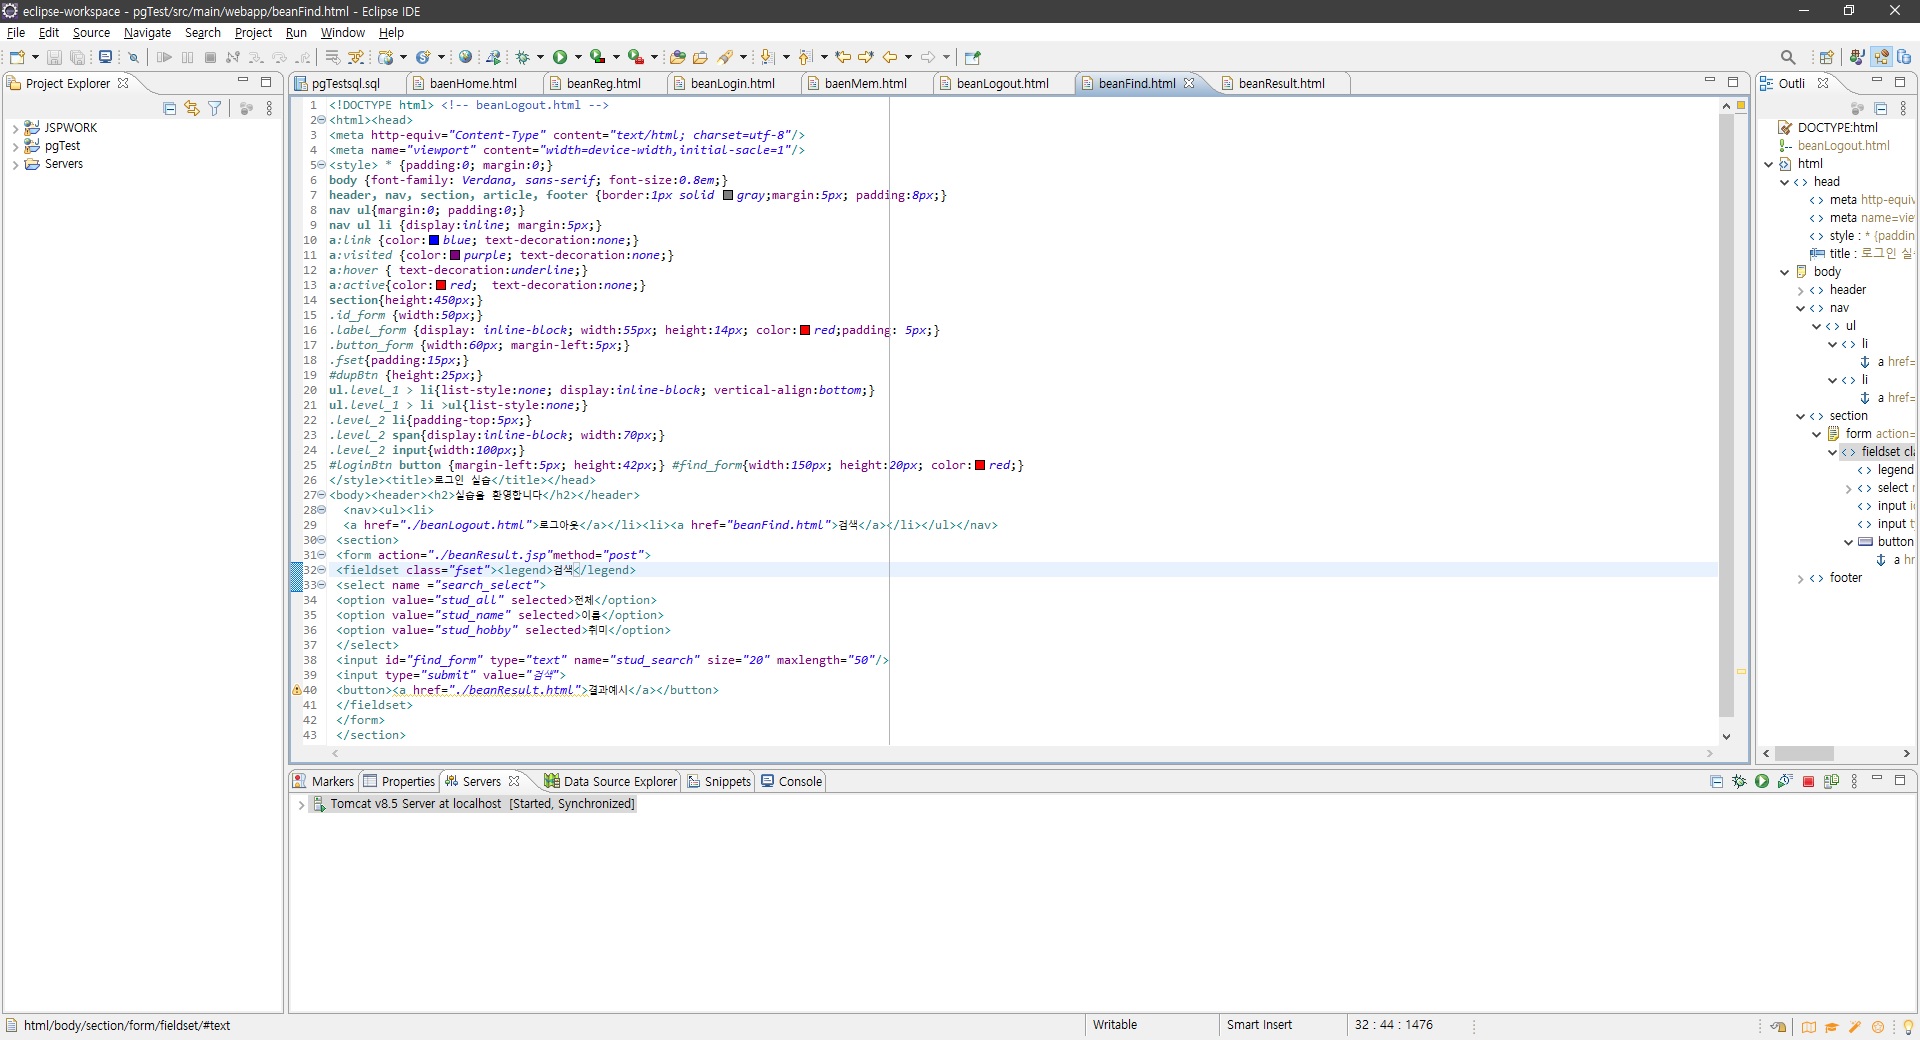 eclipse-workspace - pgTest/src/main/webapp/beanFind.html - Eclipse IDE
File Edit Source Navigate Search Project Run Window Help
Project Explorer
JSPWORK
pgTest
Servers
pgTestsql.sql baenHome.html beanReg.html beanLogin.html baenMem.html beanLogout.html beanFind.html beanResult.html
1 <!DOCTYPE html> <!-- beanLogout.html -->
2 <html><head>
3 <meta http-equiv="Content-Type" content="text/html; charset=utf-8"/>
4 <meta name="viewport" content="width=device-width,initial-sacle=1"/>
5 <style> * {padding:0; margin:0;}
6 body {font-family: Verdana, sans-serif; font-size:0.8em;}
7 header, nav, section, article, footer {border:1px solid gray;margin:5px; padding:8px;}
8 nav ul{margin:0; padding:0;}
9 nav ul li {display:inline; margin:5px;}
10 a:link {color:blue; text-decoration:none;}
11 a:visited {color:purple; text-decoration:none;}
12 a:hover { text-decoration:underline;}
13 a:active{color:red;  text-decoration:none;}
14 section{height:450px;}
15 .id_form {width:50px;}
16 .label_form {display: inline-block; width:55px; height:14px; color:red;padding: 5px;}
17 .button_form {width:60px; margin-left:5px;}
18 .fset{padding:15px;}
19 #dupBtn {height:25px;}
20 ul.level_1 > li{list-style:none; display:inline-block; vertical-align:bottom;}
21 ul.level_1 > li >ul{list-style:none;}
22 .level_2 li{padding-top:5px;}
23 .level_2 span{display:inline-block; width:70px;}
24 .level_2 input{width:100px;}
25 #loginBtn button {margin-left:5px; height:42px;} #find_form{width:150px; height:20px; color:red;}
26 </style><title>로그인 실습</title></head>
27 <body><header><h2>실습을 환영합니다</h2></header>
28 <nav><ul><li>
29 <a href="./beanLogout.html">로그아웃</a></li><li><a href="beanFind.html">검색</a></li></ul></nav>
30 <section>
31 <form action="./beanResult.jsp"method="post">
32 <fieldset class="fset"><legend>검색</legend>
33 <select name ="search_select">
34 <option value="stud_all" selected>전체</option>
35 <option value="stud_name" selected>이름</option>
36 <option value="stud_hobby" selected>취미</option>
37 </select>
38 <input id="find_form" type="text" name="stud_search" size="20" maxlength="50"/>
39 <input type="submit" value="검색">
40 <button><a href="./beanResult.html">결과예시</a></button>
41 </fieldset>
42 </form>
43 </section>
Outli
DOCTYPE:html
beanLogout.html
html
head
meta http-equiv
meta name=vie
style : * {paddin
title : 로그인 실
body
header
nav
ul
li
a href=
li
a href=
section
form action=
fieldset cl
legend
select
input
input t
button
a hr
footer
Markers Properties Servers Data Source Explorer Snippets Console
Tomcat v8.5 Server at localhost [Started, Synchronized]
html/body/section/form/fieldset/#text Writable Smart Insert 32 : 44 : 1476